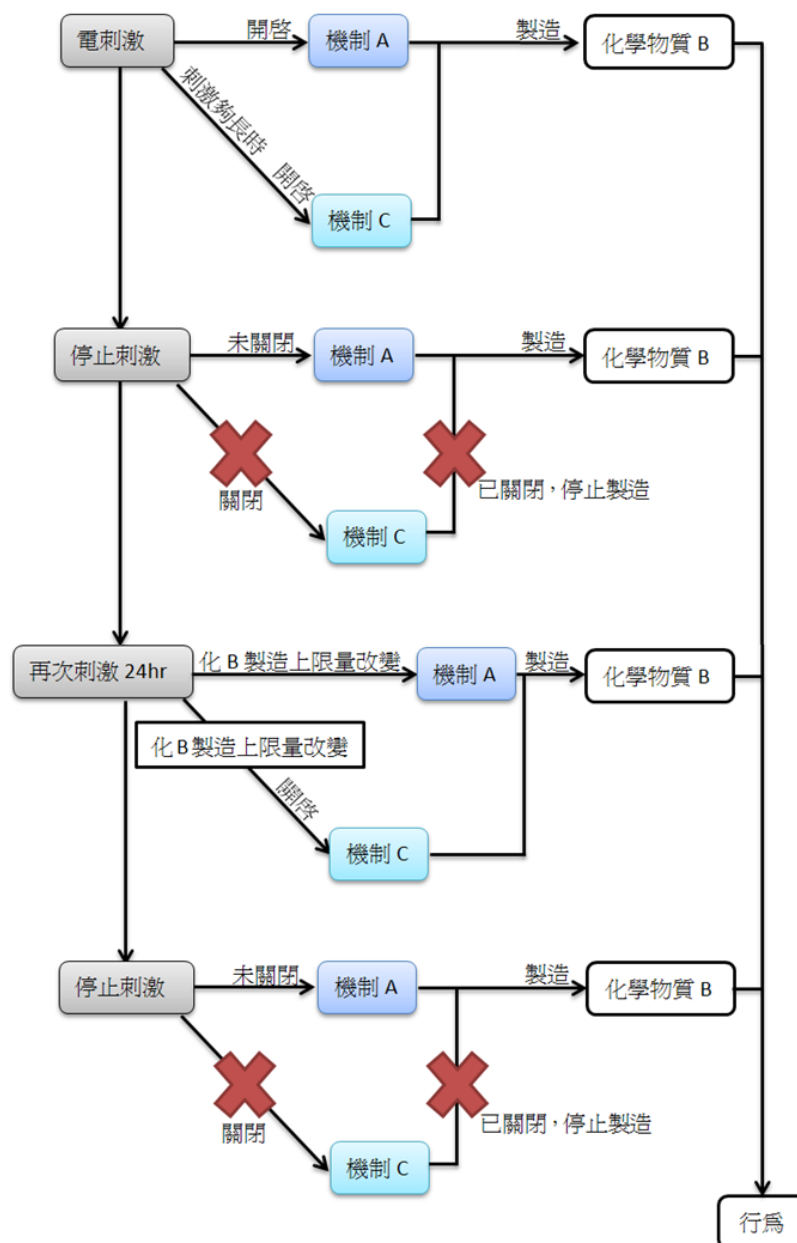 電刺激
開啓
機制 A
製造
化學物質 B
刺激夠長時 開啓
機制 C
停止刺激
未關閉
機制 A
製造
化學物質 B
關閉
已關閉，停止製造
機制 C
再次刺激 24hr
化 B 製造上限量改變
機制 A
製造
化學物質 B
化 B 製造上限量改變
開啓
機制 C
停止刺激
未關閉
機制 A
製造
化學物質 B
關閉
已關閉，停止製造
機制 C
行爲